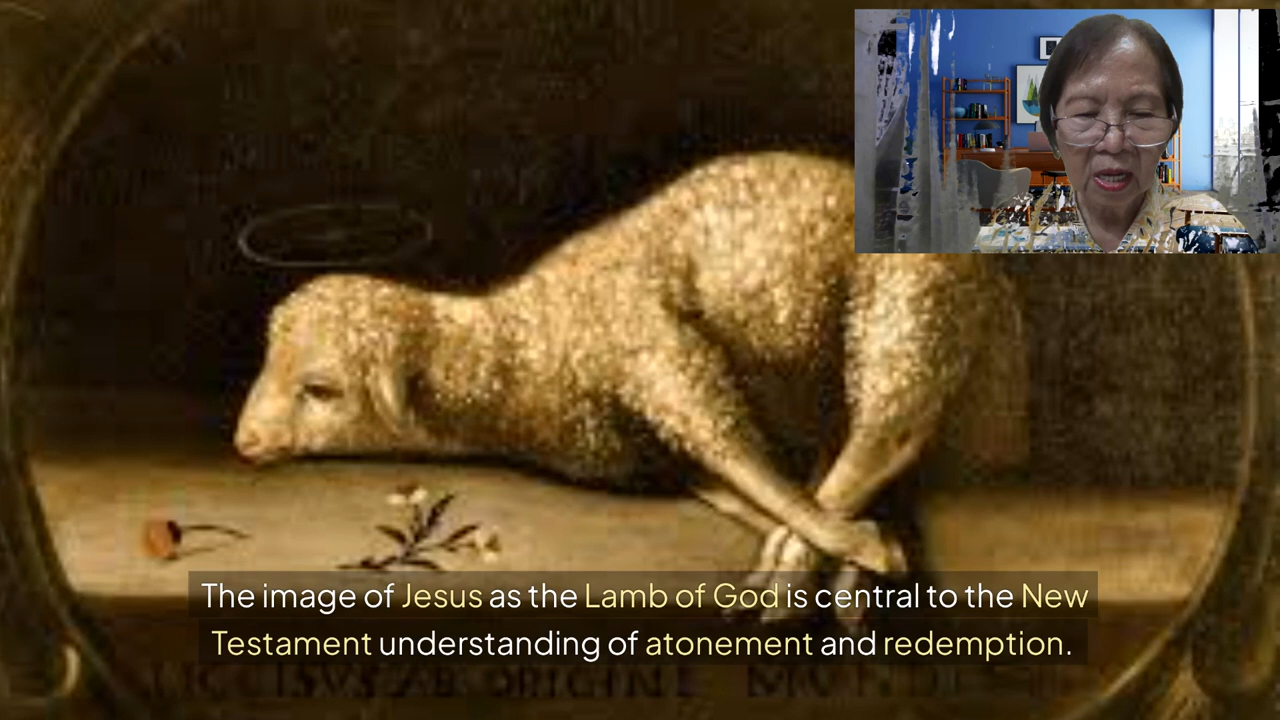 The image of Jesus as the Lamb of God is central to the New
Testament understanding of atonement and redemption.
ORIGINE